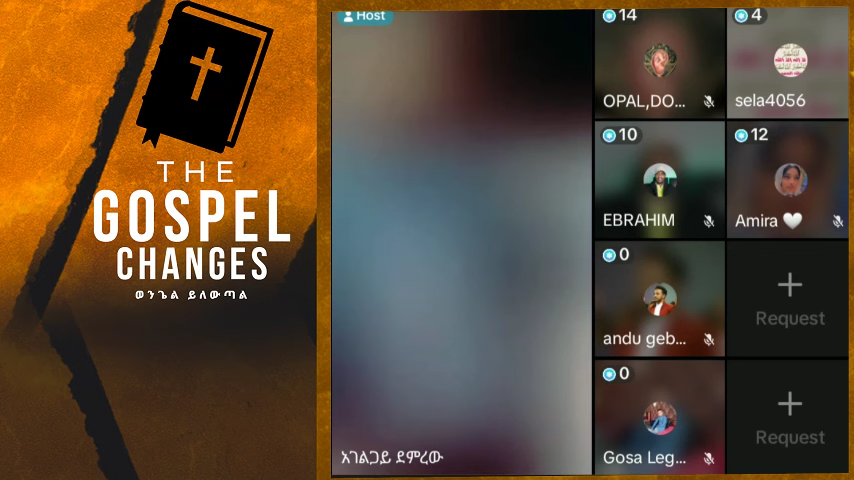 THE
GOSPEL
CHANGES
ወንጌል ይለውጣል
Host
14
OPAL,DO...
4
sela4056
10
EBRAHIM
12
Amira 🤍
0
andu geb...
Request
0
Gosa Leg...
Request
አገልጋይ ደምረው